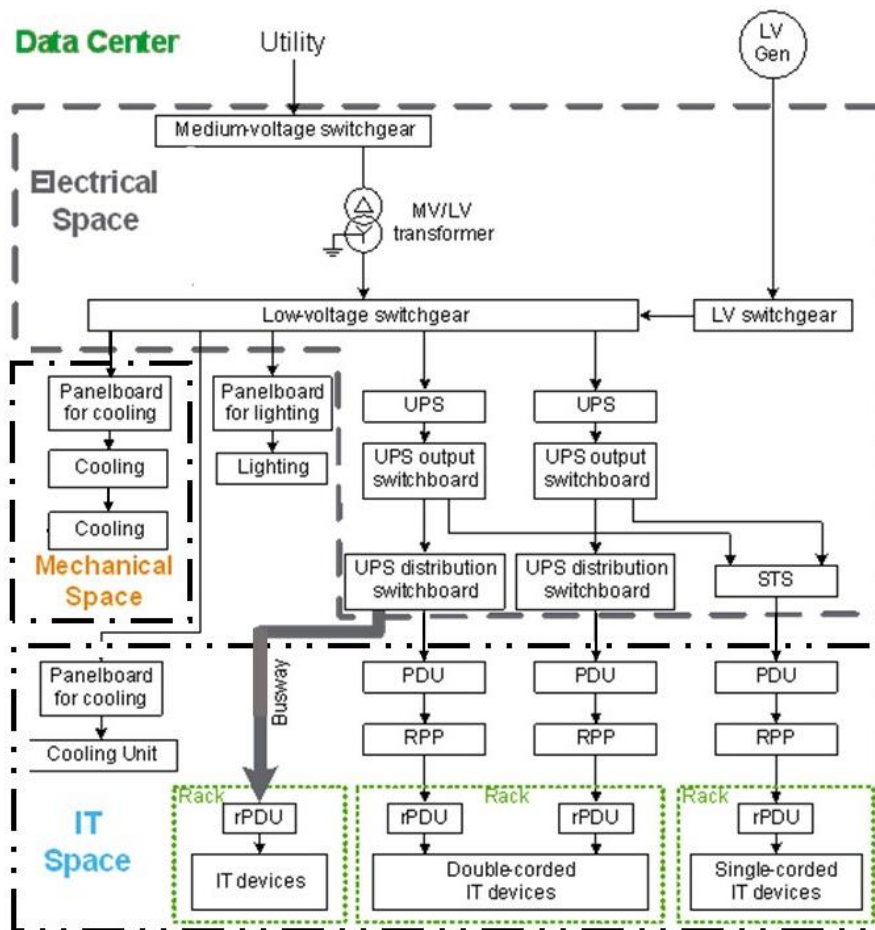 Data Center
Utility
LV
Gen
Medium-voltage switchgear
Electrical
Space
MV/LV
transformer
Low-voltage switchgear
LV switchgear
Panelboard
for cooling
Panelboard
for lighting
UPS
UPS
Cooling
Lighting
UPS output
switchboard
UPS output
switchboard
Cooling
Mechanical
Space
UPS distribution
switchboard
UPS distribution
switchboard
STS
Panelboard
for cooling
Busway
PDU
PDU
PDU
Cooling Unit
RPP
RPP
RPP
IT
Space
Rack
Rack
Rack
rPDU
rPDU
rPDU
rPDU
IT devices
Double-corded
IT devices
Single-corded
IT devices